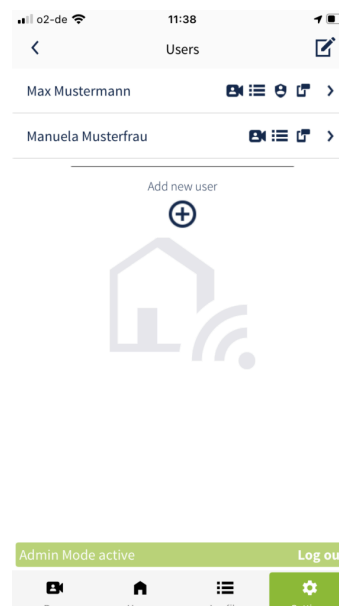 o2-de 11:38
Users
Max Mustermann
Manuela Musterfrau
Add new user
Admin Mode active Log ou